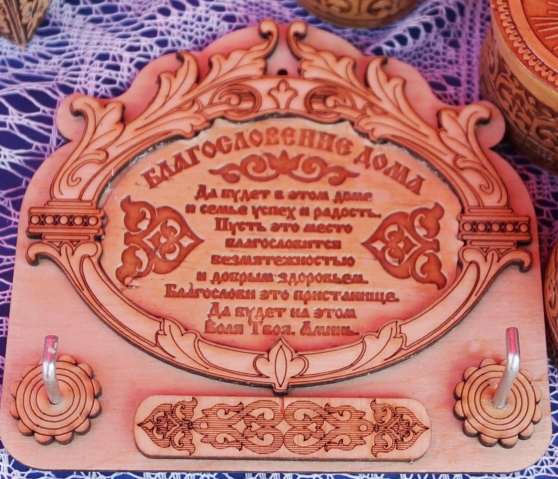 БЛАГОСЛОВЕНИЕ ДОМА
Да будет в этом доме
и семье успех и радость.
Пусть это место
благословится
безмятежностью
и добрым здоровьем.
Благослови это пристанище.
Да будет на этом
Воля Твоя. Аминь.